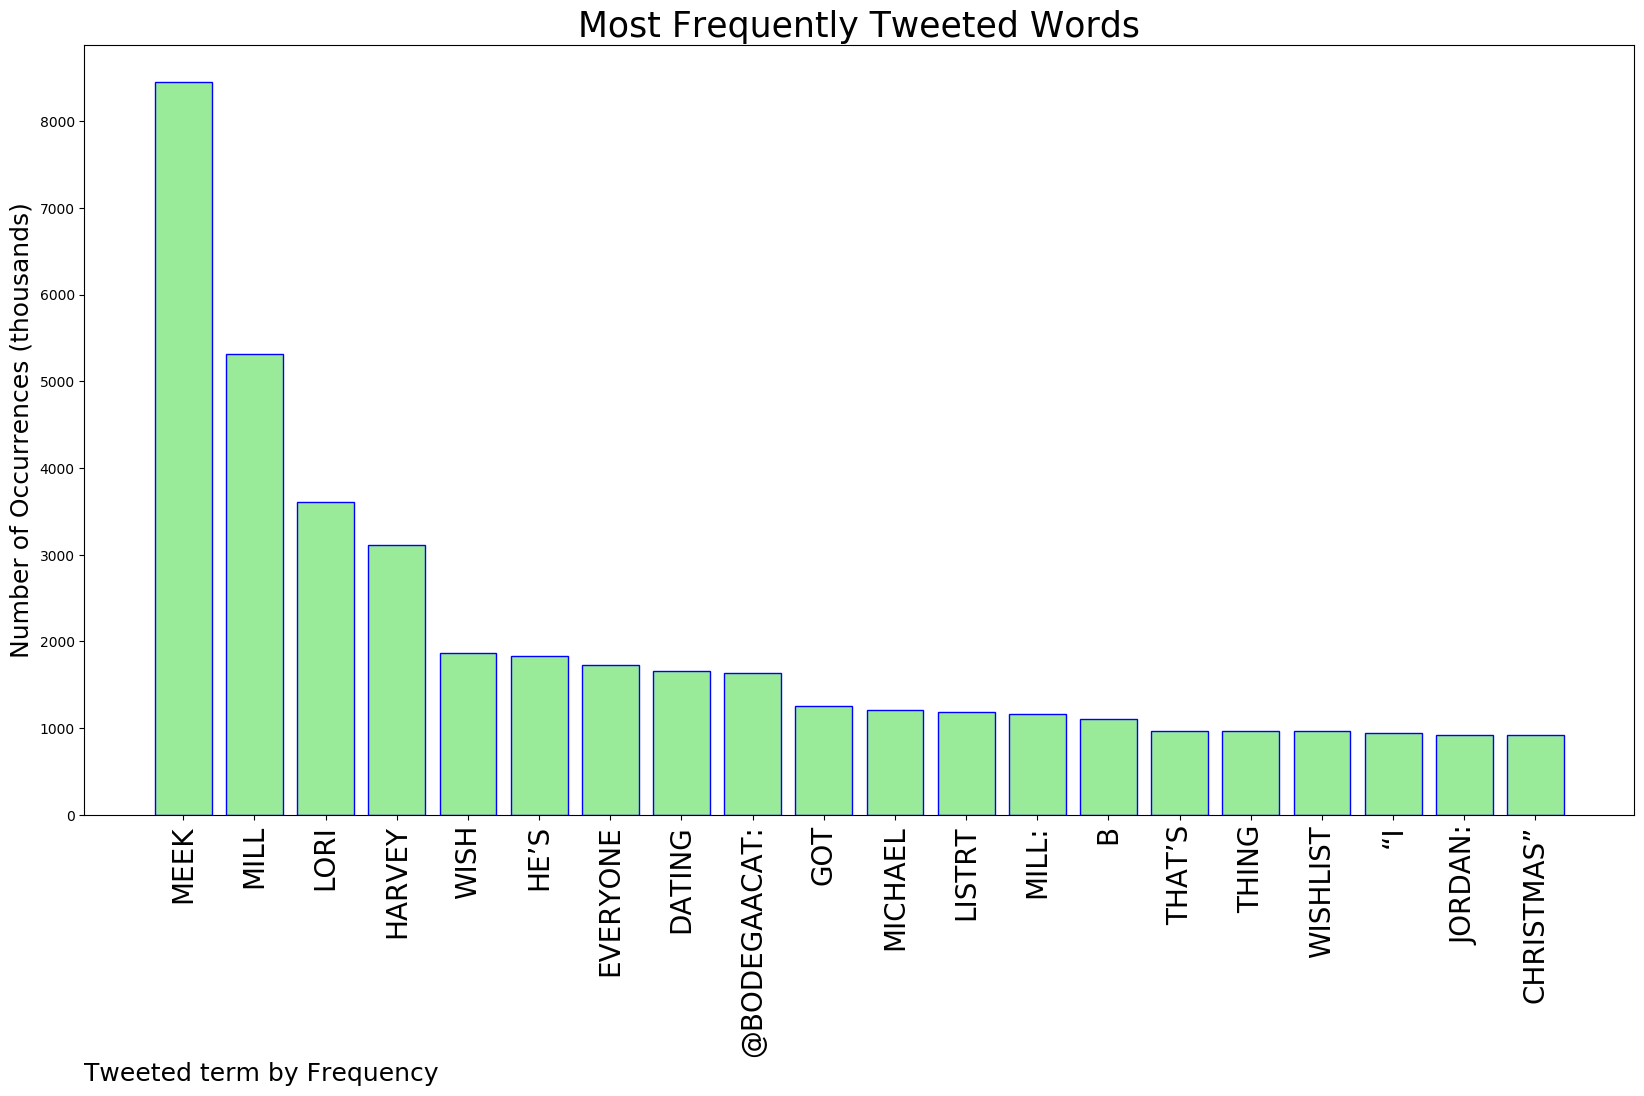 Most Frequently Tweeted Words
Number of Occurrences (thousands)
8000
7000
6000
5000
4000
3000
2000
1000
0
MEEK
MILL
LORI
HARVEY
WISH
HE’S
EVERYONE
DATING
@BODEGAACAT:
GOT
MICHAEL
LISTRT
MILL:
B
THAT’S
THING
WISHLIST
“I
JORDAN:
CHRISTMAS”
Tweeted term by Frequency